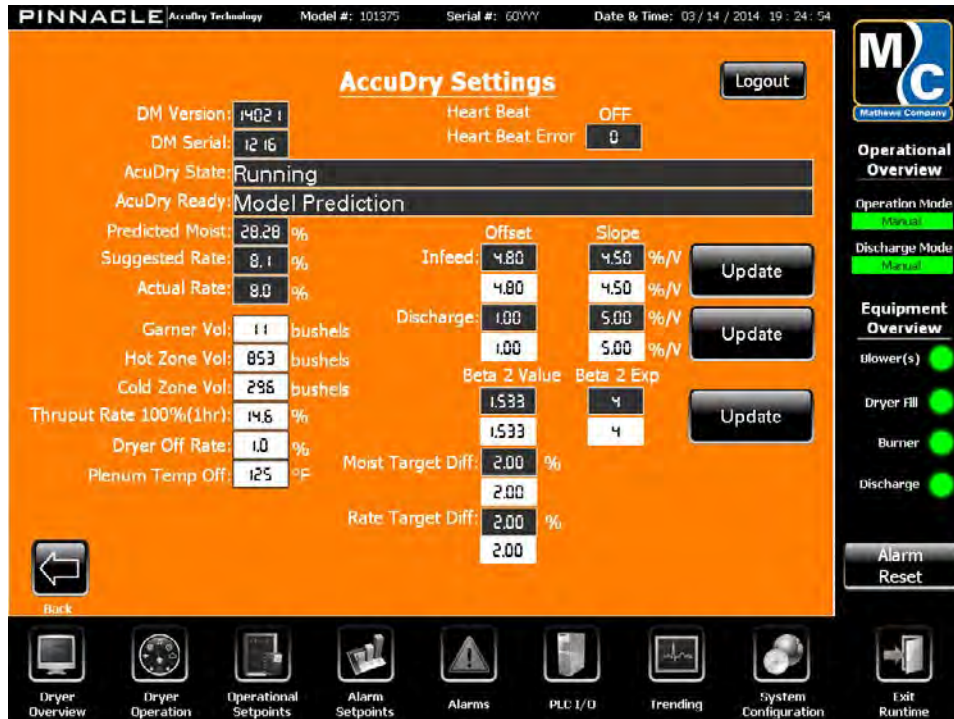 PINNACLE AccuDry Technology Model #: 101375 Serial #: 60YYY Date & Time: 03/14/2014 19:24:54
MC
Mathews Company
AccuDry Settings
Logout
DM Version: 14021
Heart Beat OFF
DM Serial: 1216
Heart Beat Error 0
AcuDry State: Running
AcuDry Ready: Model Prediction
Predicted Moist: 28.28 %
Suggested Rate: 8.1 %
Actual Rate: 8.0 %
Garner Vol: 11 bushels
Hot Zone Vol: 853 bushels
Cold Zone Vol: 296 bushels
Thruput Rate 100%(1hr): 14.6 %
Dryer Off Rate: 1.0 %
Plenum Temp Off: 125 °F
Offset Slope
Infeed: 4.80 4.50 %/V
4.80 4.50 %/V
Update
Discharge: 1.00 5.00 %/V
1.00 5.00 %/V
Update
Beta 2 Value Beta 2 Exp
1.533 4
1.533 4
Update
Moist Target Diff: 2.00 %
2.00
Rate Target Diff: 2.00 %
2.00
Back
Operational
Overview
Operation Mode
Manual
Discharge Mode
Manual
Equipment
Overview
Blower(s)
Dryer Fill
Burner
Discharge
Alarm
Reset
Dryer
Overview
Dryer
Operation
Operational
Setpoints
Alarm
Setpoints
Alarms
PLC I/O
Trending
System
Configuration
Exit
Runtime